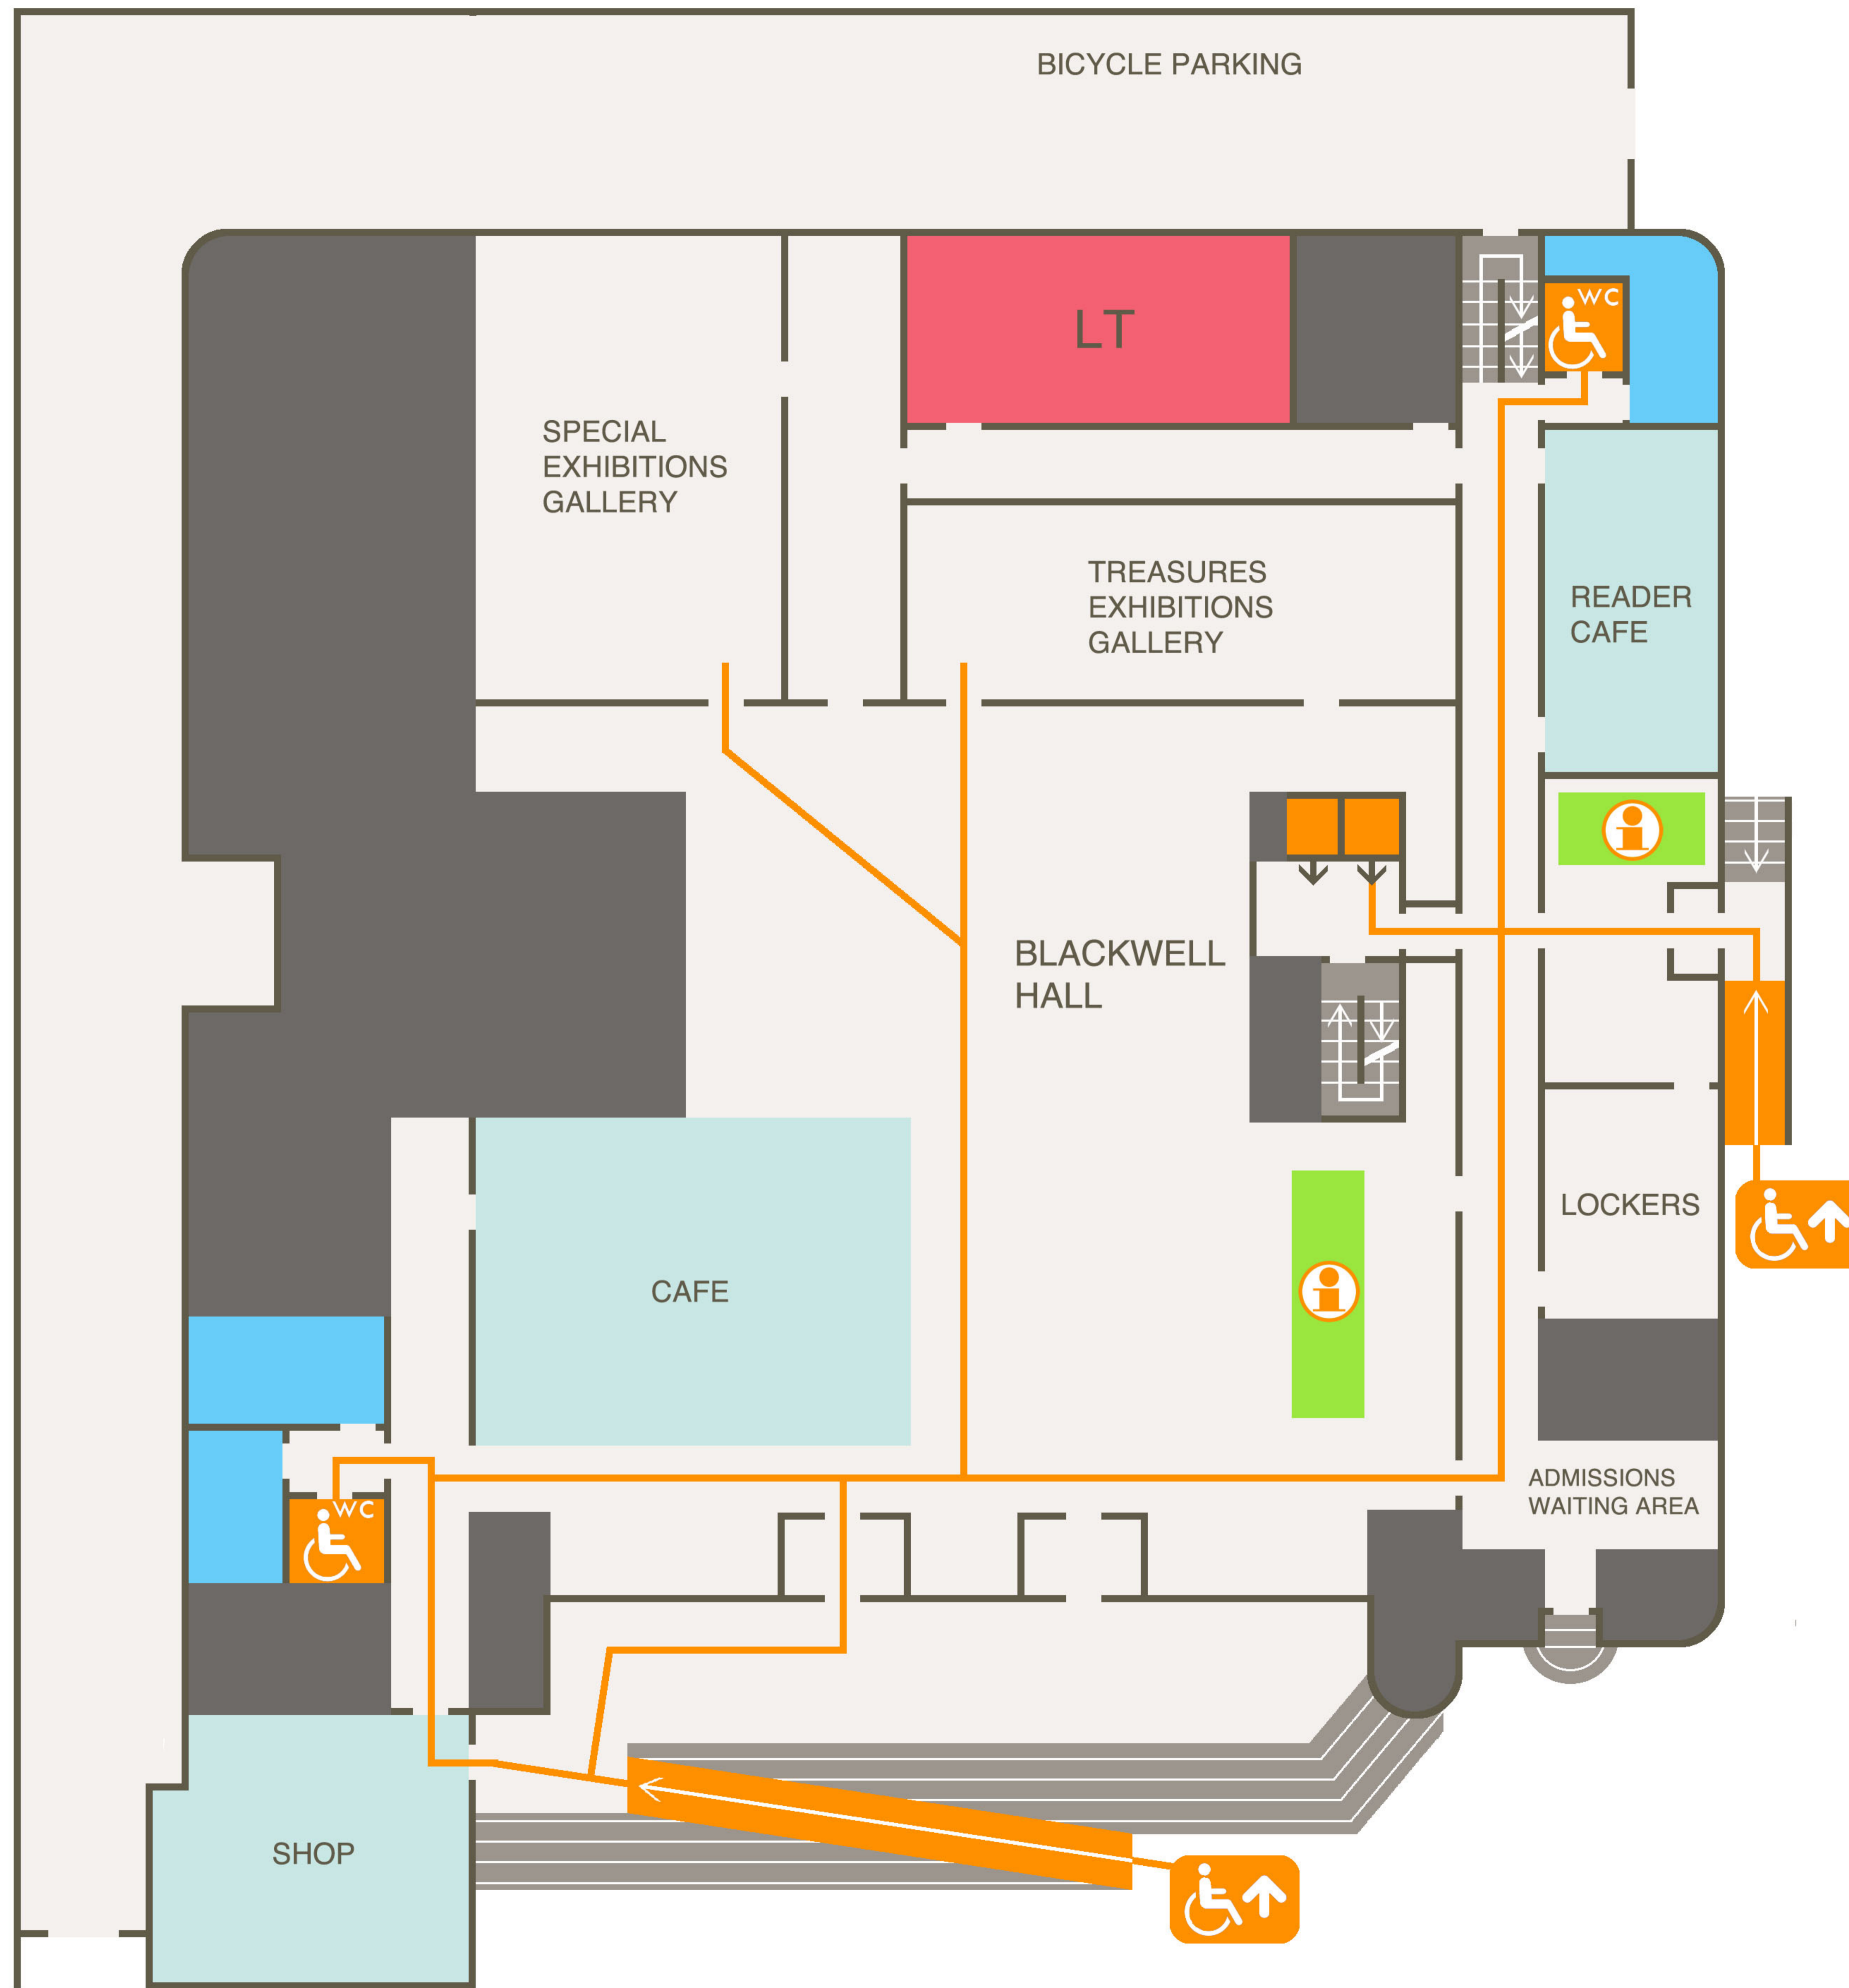 BICYCLE PARKING
WC
LT
SPECIAL
EXHIBITIONS
GALLERY
TREASURES
EXHIBITIONS
GALLERY
READER
CAFE
BLACKWELL
HALL
LOCKERS
CAFE
ADMISSIONS
WAITING AREA
WC
SHOP